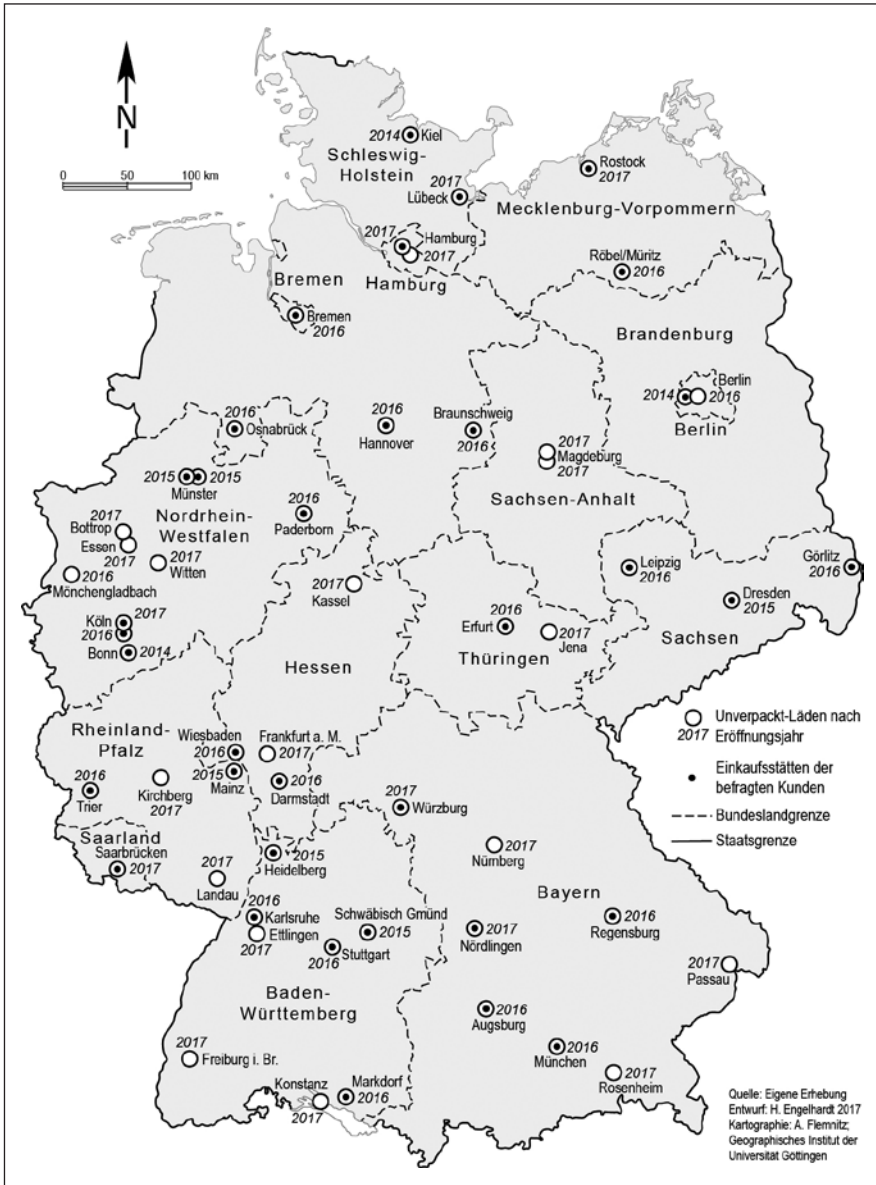 N
0 50 100 km
2014 Kiel
Schleswig-
Holstein
2017
Lübeck
Rostock
2017
Mecklenburg-Vorpommern
2017 Hamburg
2017
Hamburg
Röbel/Müritz
2016
Bremen
Bremen
2016
Brandenburg
Berlin
2014 2016
Berlin
2016
Osnabrück
2016
Hannover
Braunschweig
2016
2017
Magdeburg
2017
Sachsen-Anhalt
2015 2015
Münster
Nordrhein-
Westfalen
2016
Paderborn
2017
Bottrop
Essen
2017
2017
Witten
2016
Mönchengladbach
2017
Kassel
Leipzig
2016
Görlitz
2016
Dresden
2015
Sachsen
Köln 2017
2016
Bonn 2014
2016
Erfurt
2017
Jena
Thüringen
Hessen
Rheinland-
Pfalz
Wiesbaden
2016
2015
Mainz
Frankfurt a. M.
2017
2016
Darmstadt
2016
Trier
Kirchberg
2017
2017
Würzburg
Saarland
Saarbrücken
2017
2017
Landau
2015
Heidelberg
2017
Nürnberg
Bayern
2016
Karlsruhe
Ettlingen
2017
Schwäbisch Gmünd
2015
Stuttgart
2016
2017
Nördlingen
2016
Regensburg
2017
Passau
Baden-
Württemberg
2016
Augsburg
2016
München
2017
Rosenheim
2017
Freiburg i. Br.
Konstanz
2017
Markdorf
2016
Unverpackt-Läden nach
2017 Eröffnungsjahr
Einkaufsstätten der
befragten Kunden
Bundeslandgrenze
Staatsgrenze
Quelle: Eigene Erhebung
Entwurf: H. Engelhardt 2017
Kartographie: A. Flemnitz;
Geographisches Institut der
Universität Göttingen